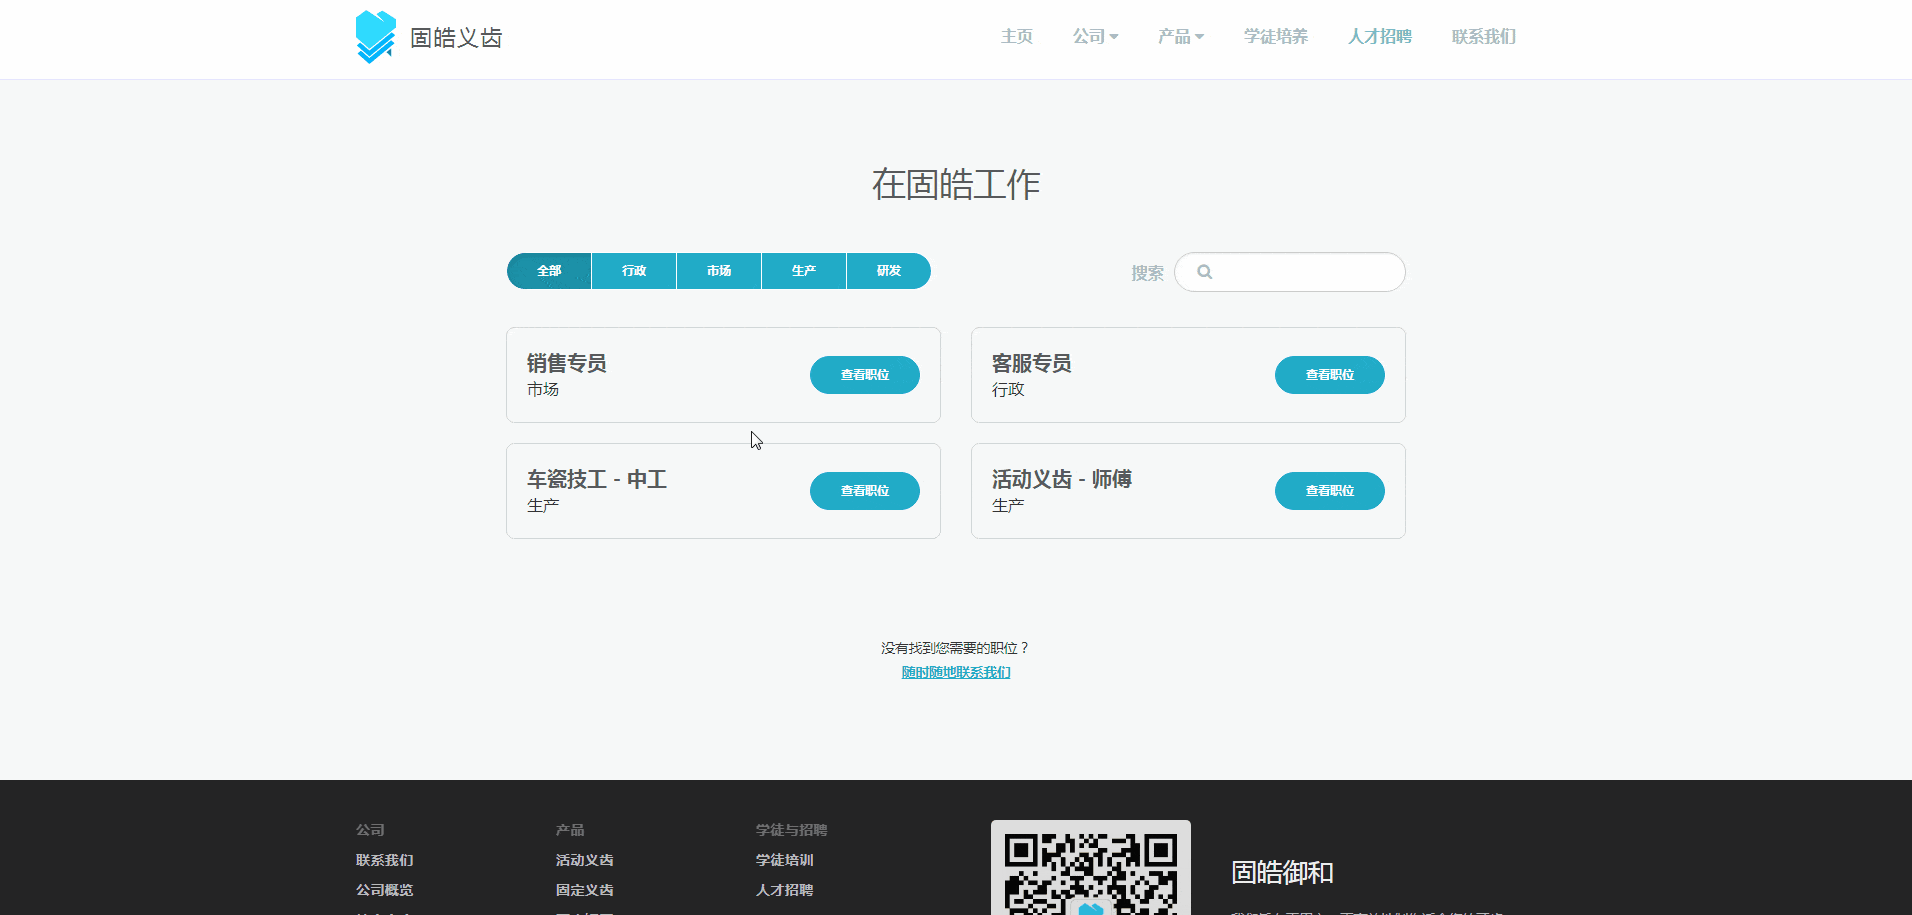 固皓义齿
主页 公司 产品 学徒培养 人才招聘 联系我们
在固皓工作
全部 行政 市场 生产 研发
搜索
销售专员
市场
查看职位
客服专员
行政
查看职位
车瓷技工 - 中工
生产
查看职位
活动义齿 - 师傅
生产
查看职位
没有找到您需要的职位？
随时随地联系我们
公司
联系我们
公司概览
产品
活动义齿
固定义齿
学徒与招聘
学徒培训
人才招聘
固皓御和